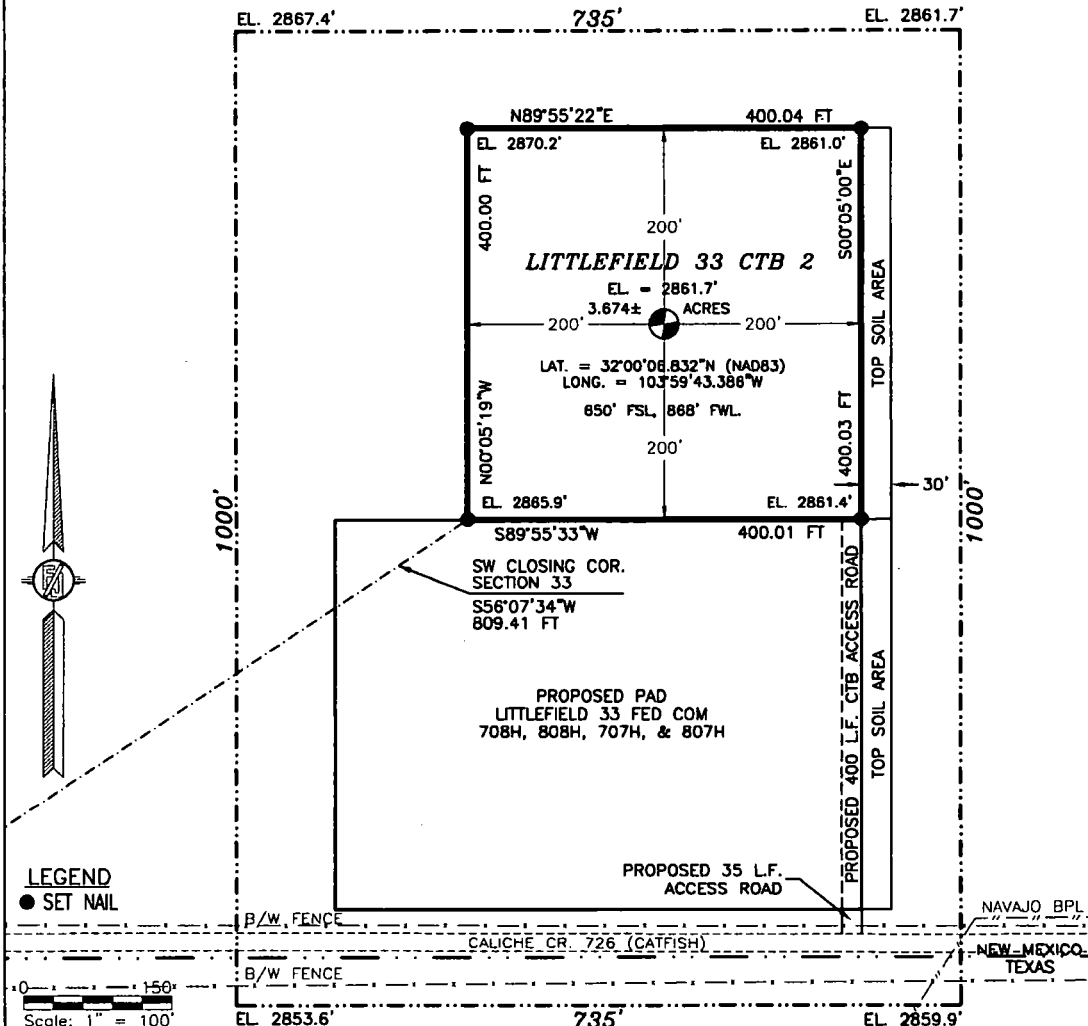 EL. 2867.4' 735' EL. 2861.7'
N89°55'22"E 400.04 FT
EL. 2870.2' EL. 2861.0'
400.00 FT
S00°05'00"E
200'
LITTLEFIELD 33 CTB 2
EL. = 2861.7'
3.674± ACRES
200' 200'
TOP SOIL AREA
LAT. = 32°00'06.832"N (NAD83)
LONG. = 103°59'43.386"W
650' FSL, 868' FWL.
N00°05'19"W
400.03 FT
200'
30'
EL. 2865.9' EL. 2861.4'
1000' 1000'
S89°55'33"W 400.01 FT
SW CLOSING COR.
SECTION 33
S56°07'34"W
809.41 FT
PROPOSED 400 L.F. CTB ACCESS ROAD
TOP SOIL AREA
PROPOSED PAD
LITTLEFIELD 33 FED COM
708H, 808H, 707H, & 807H
PROPOSED 35 L.F.
ACCESS ROAD
LEGEND
SET NAIL
B/W FENCE
NAVAJO BPL
CALICHE CR. 726 (CATFISH)
NEW MEXICO
TEXAS
B/W FENCE
0 150
Scale: 1" = 100'
EL. 2853.6' 735' EL. 2859.9'